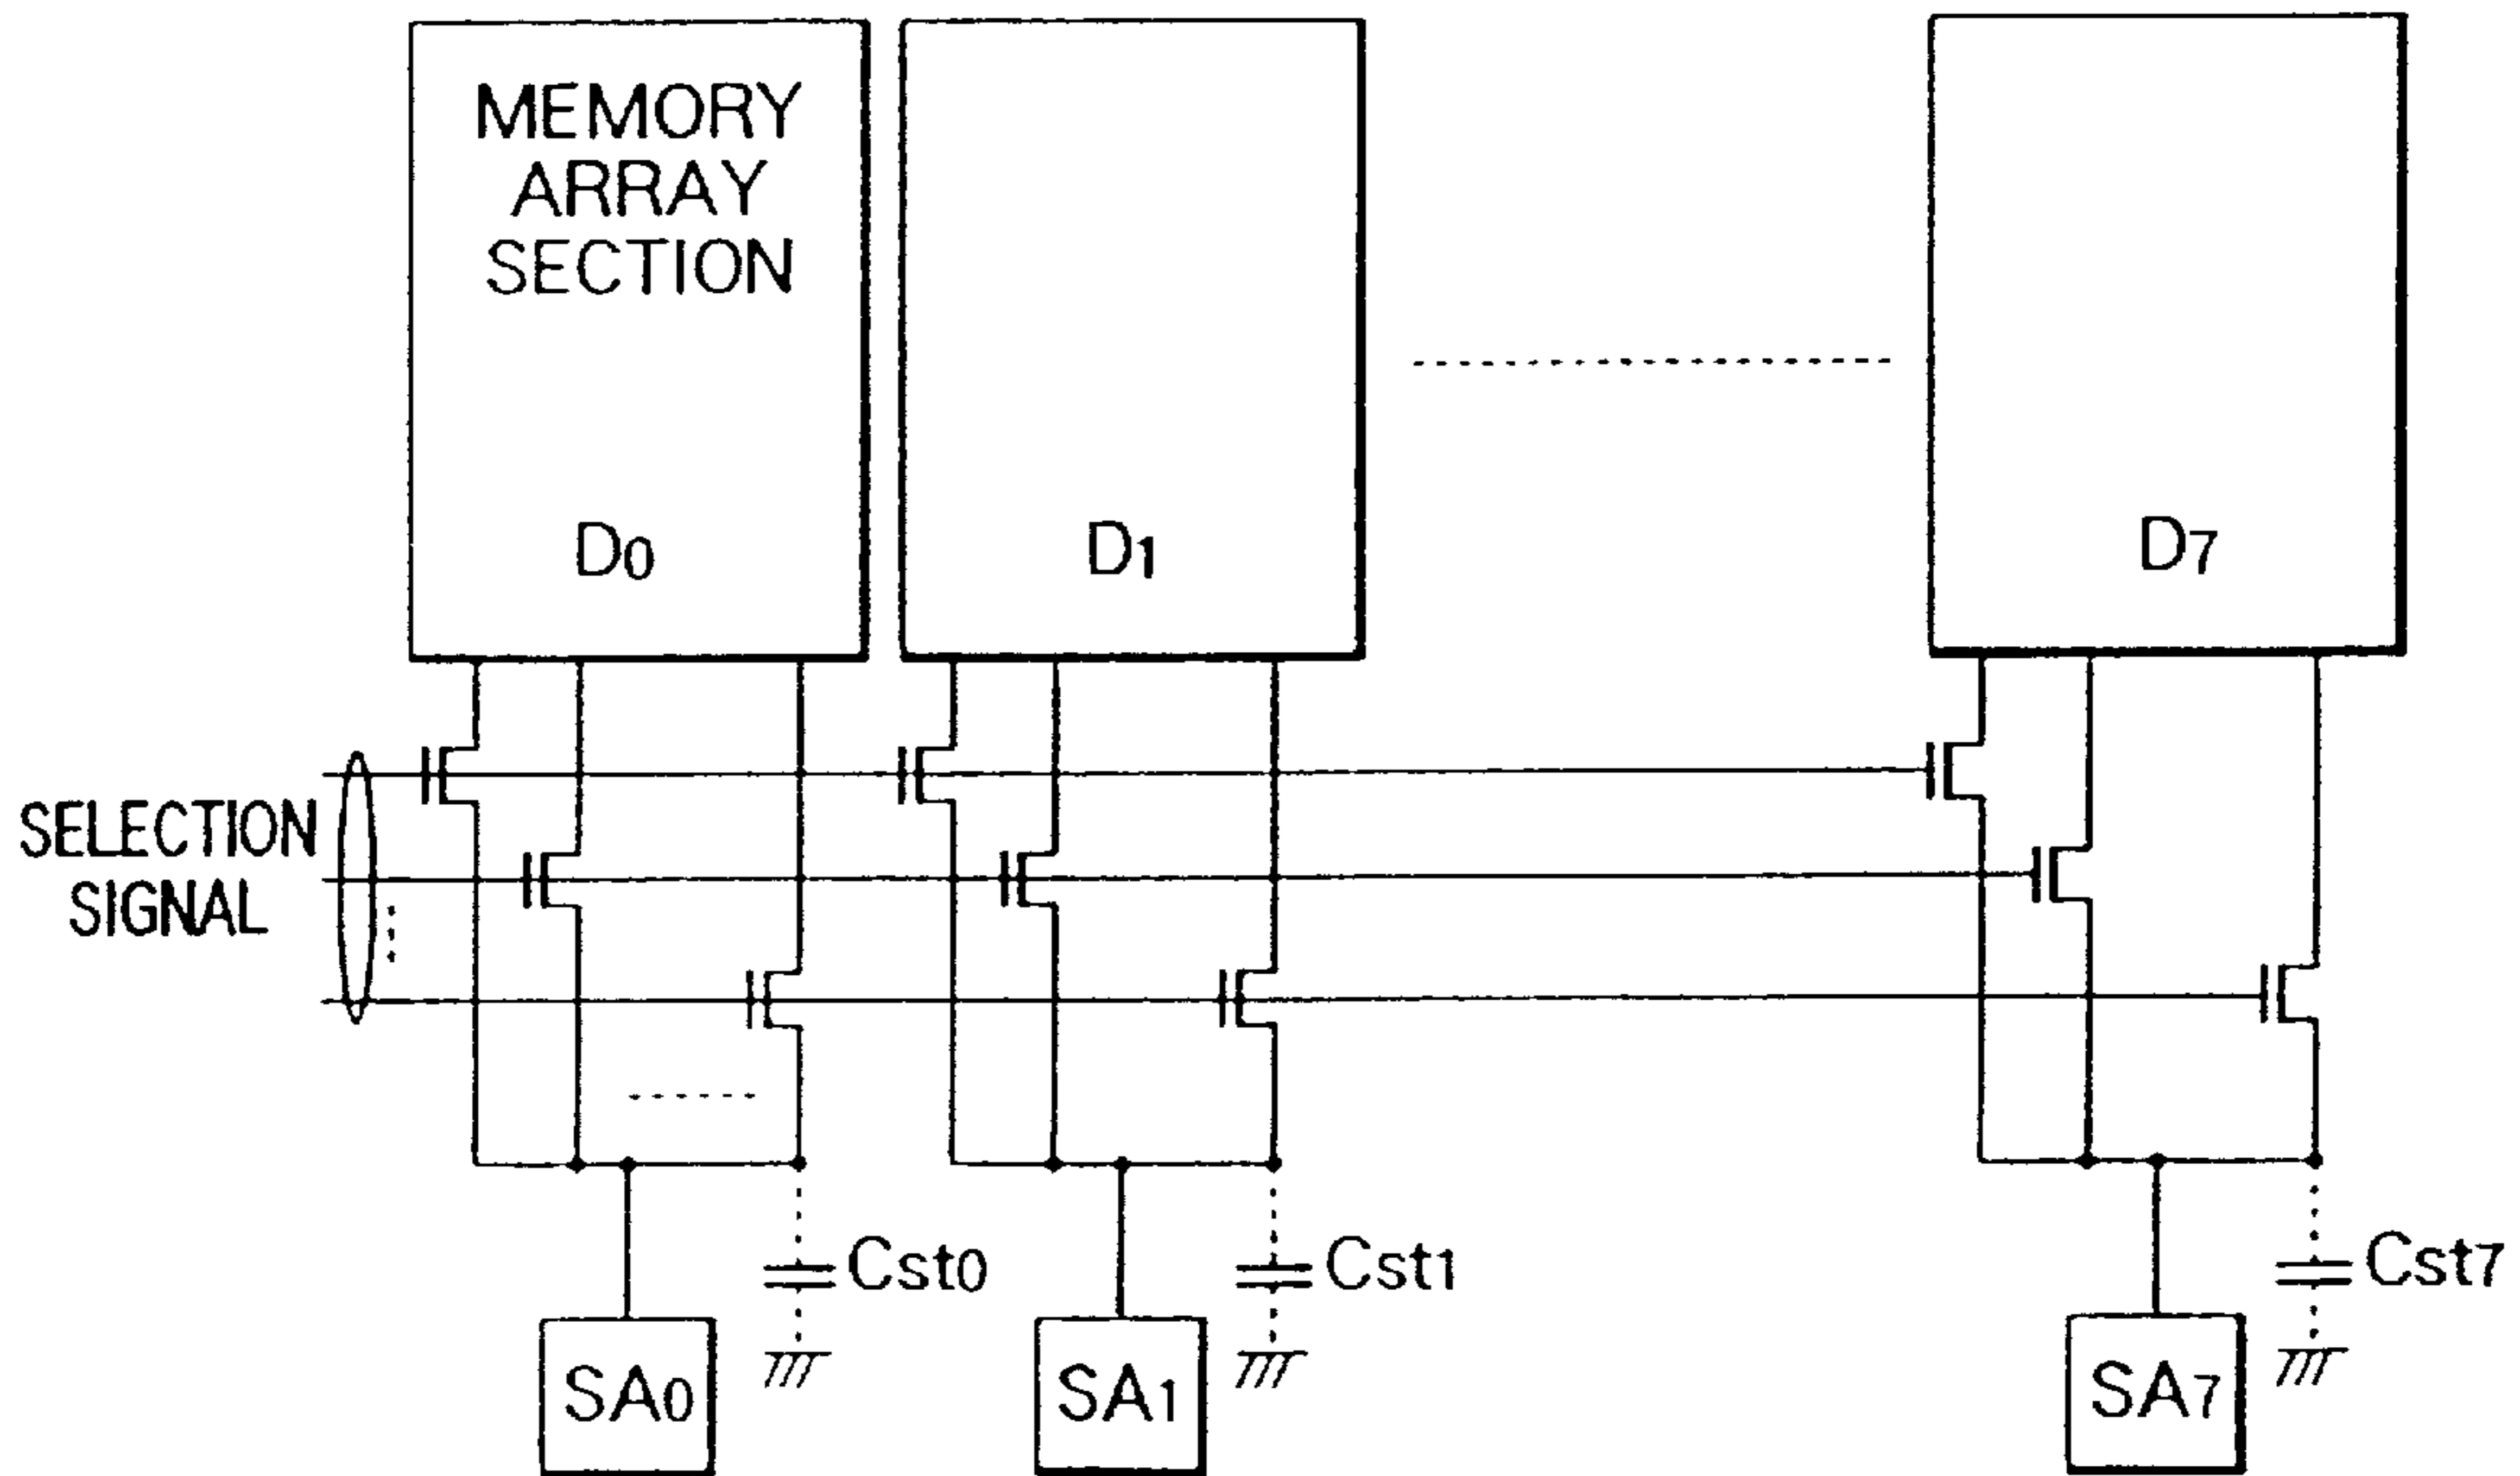 MEMORY
ARRAY
SECTION
D0
D1
D7
SELECTION
SIGNAL
Cst0
Cst1
Cst7
SA0
SA1
SA7